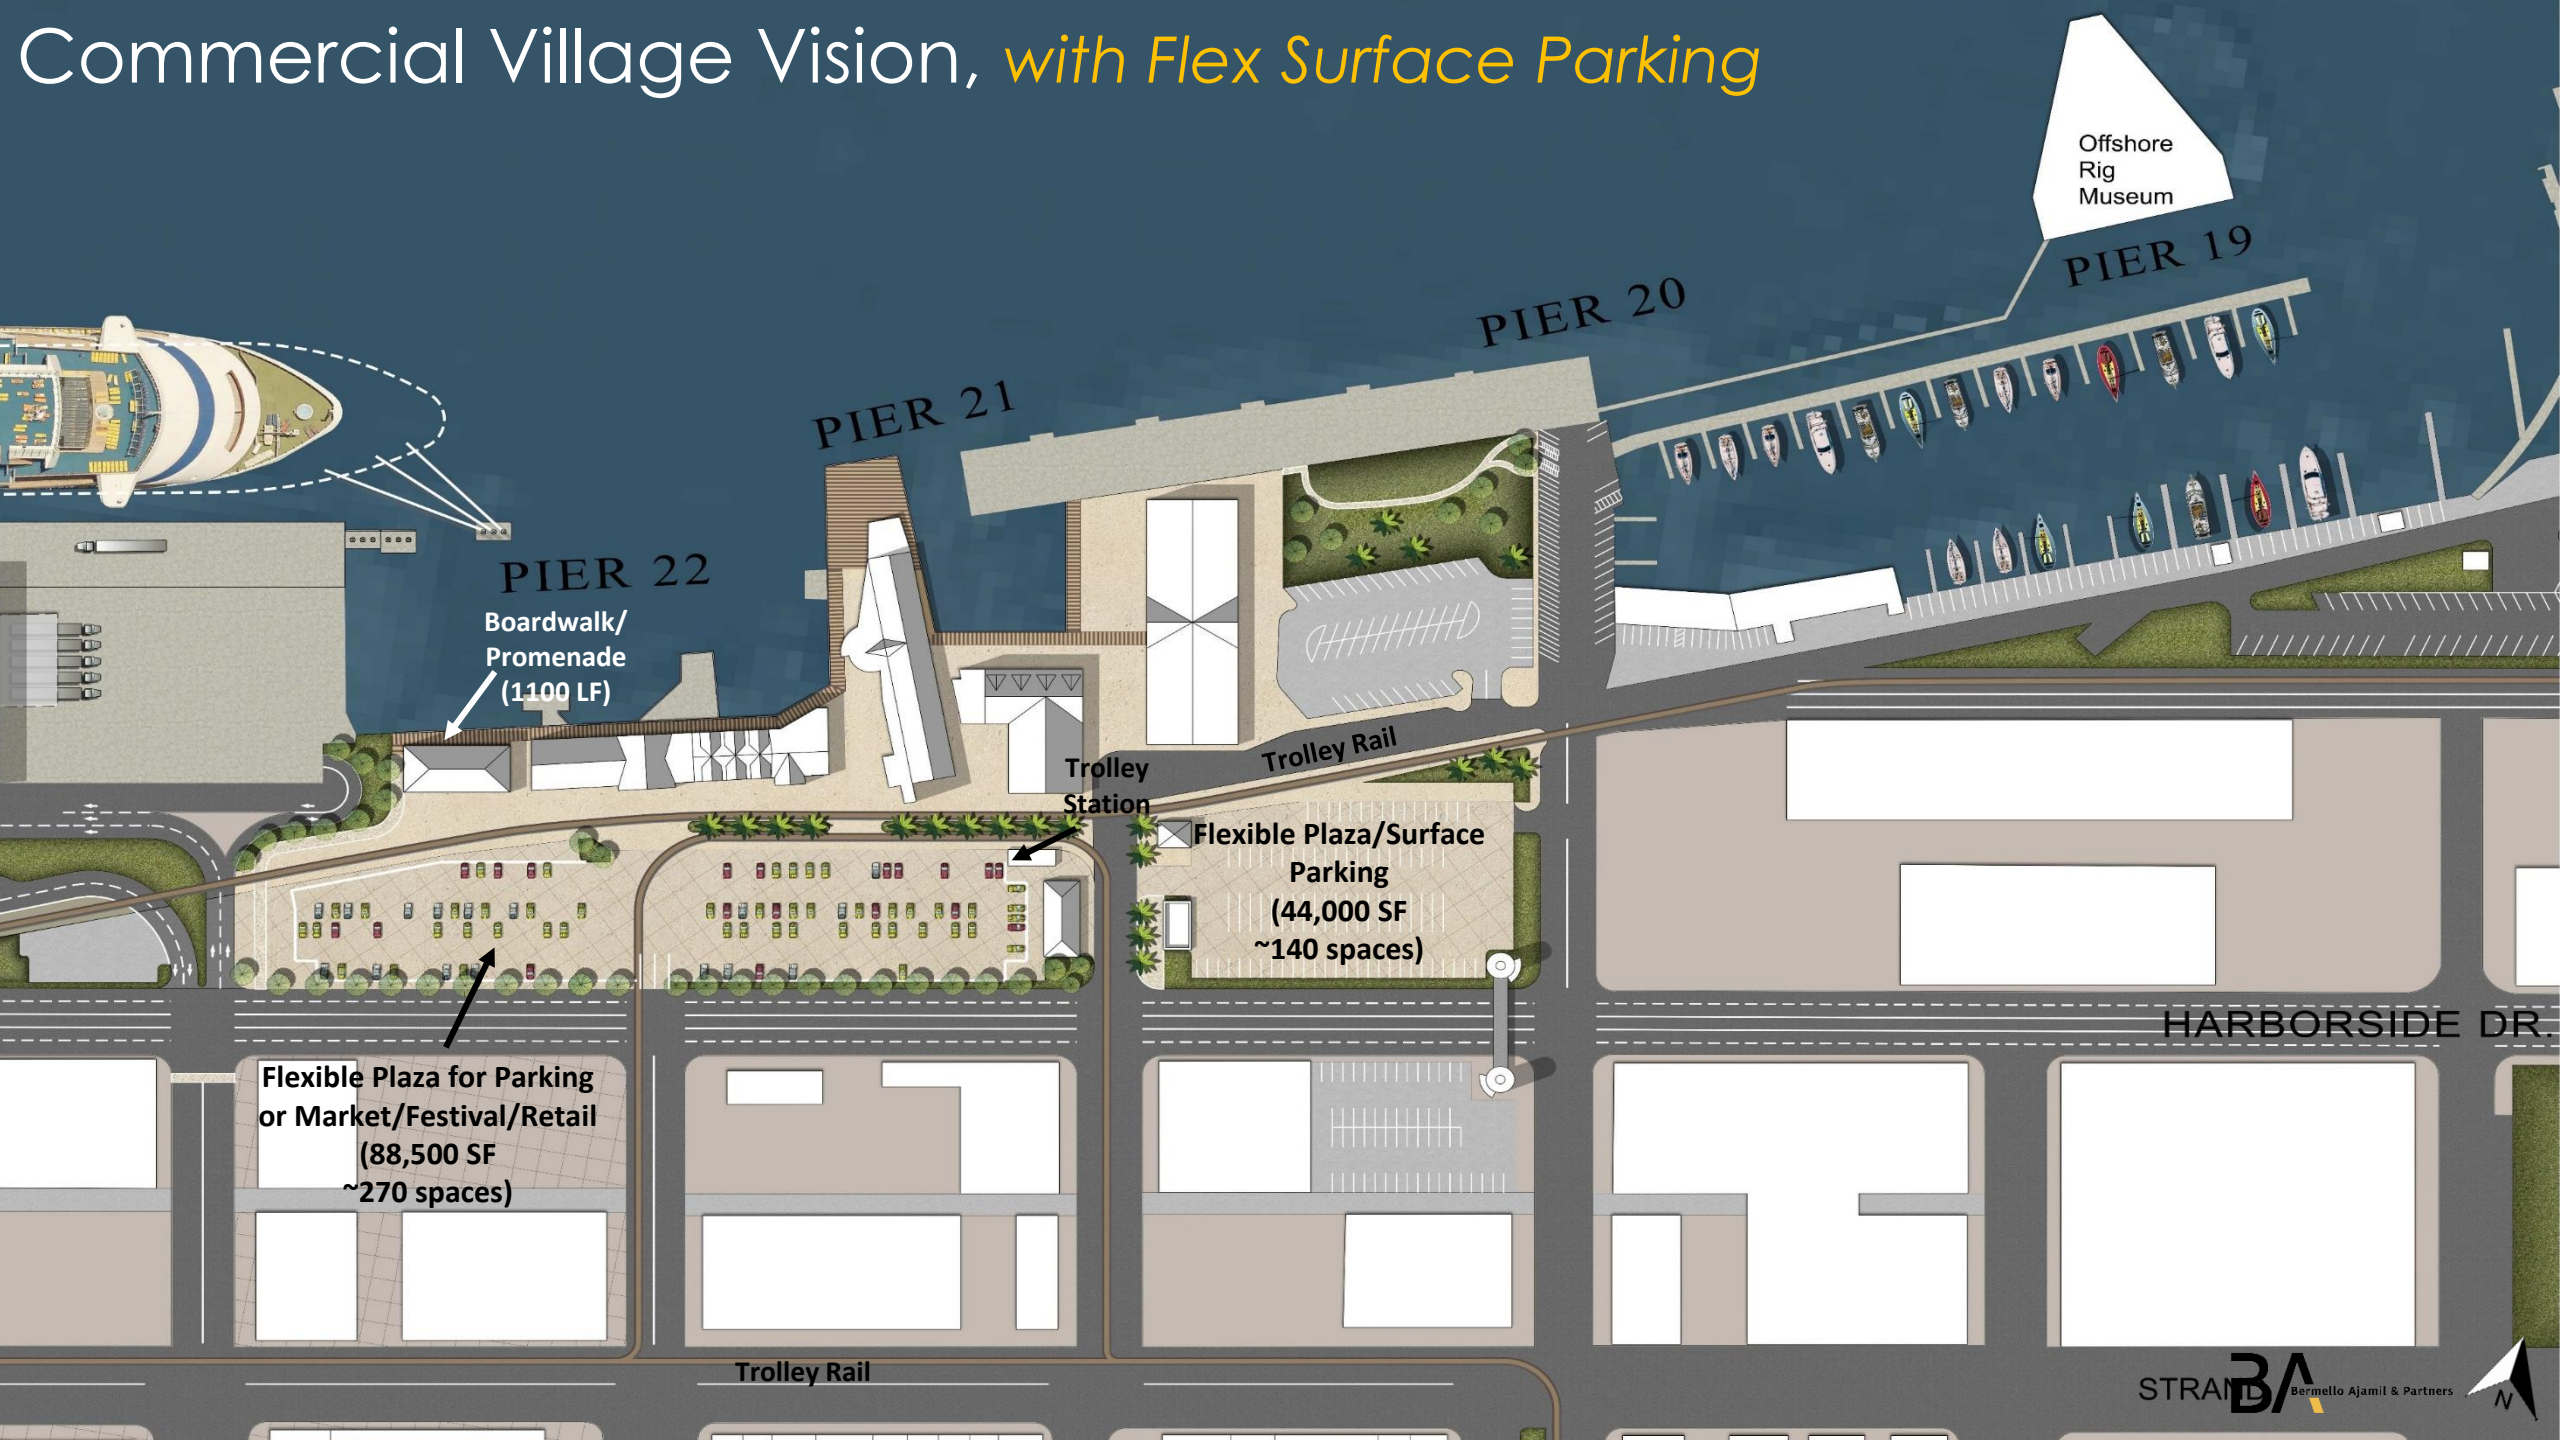 Commercial Village Vision, with Flex Surface Parking
Offshore
Rig
Museum
PIER 19
PIER 20
PIER 21
PIER 22
Boardwalk/
Promenade
(1100 LF)
Trolley Rail
Trolley
Station
Flexible Plaza/Surface
Parking
(44,000 SF
~140 spaces)
HARBORSIDE DR.
Flexible Plaza for Parking
or Market/Festival/Retail
(88,500 SF
~270 spaces)
Trolley Rail
STRAND
BA
Bermello Ajamil & Partners
N